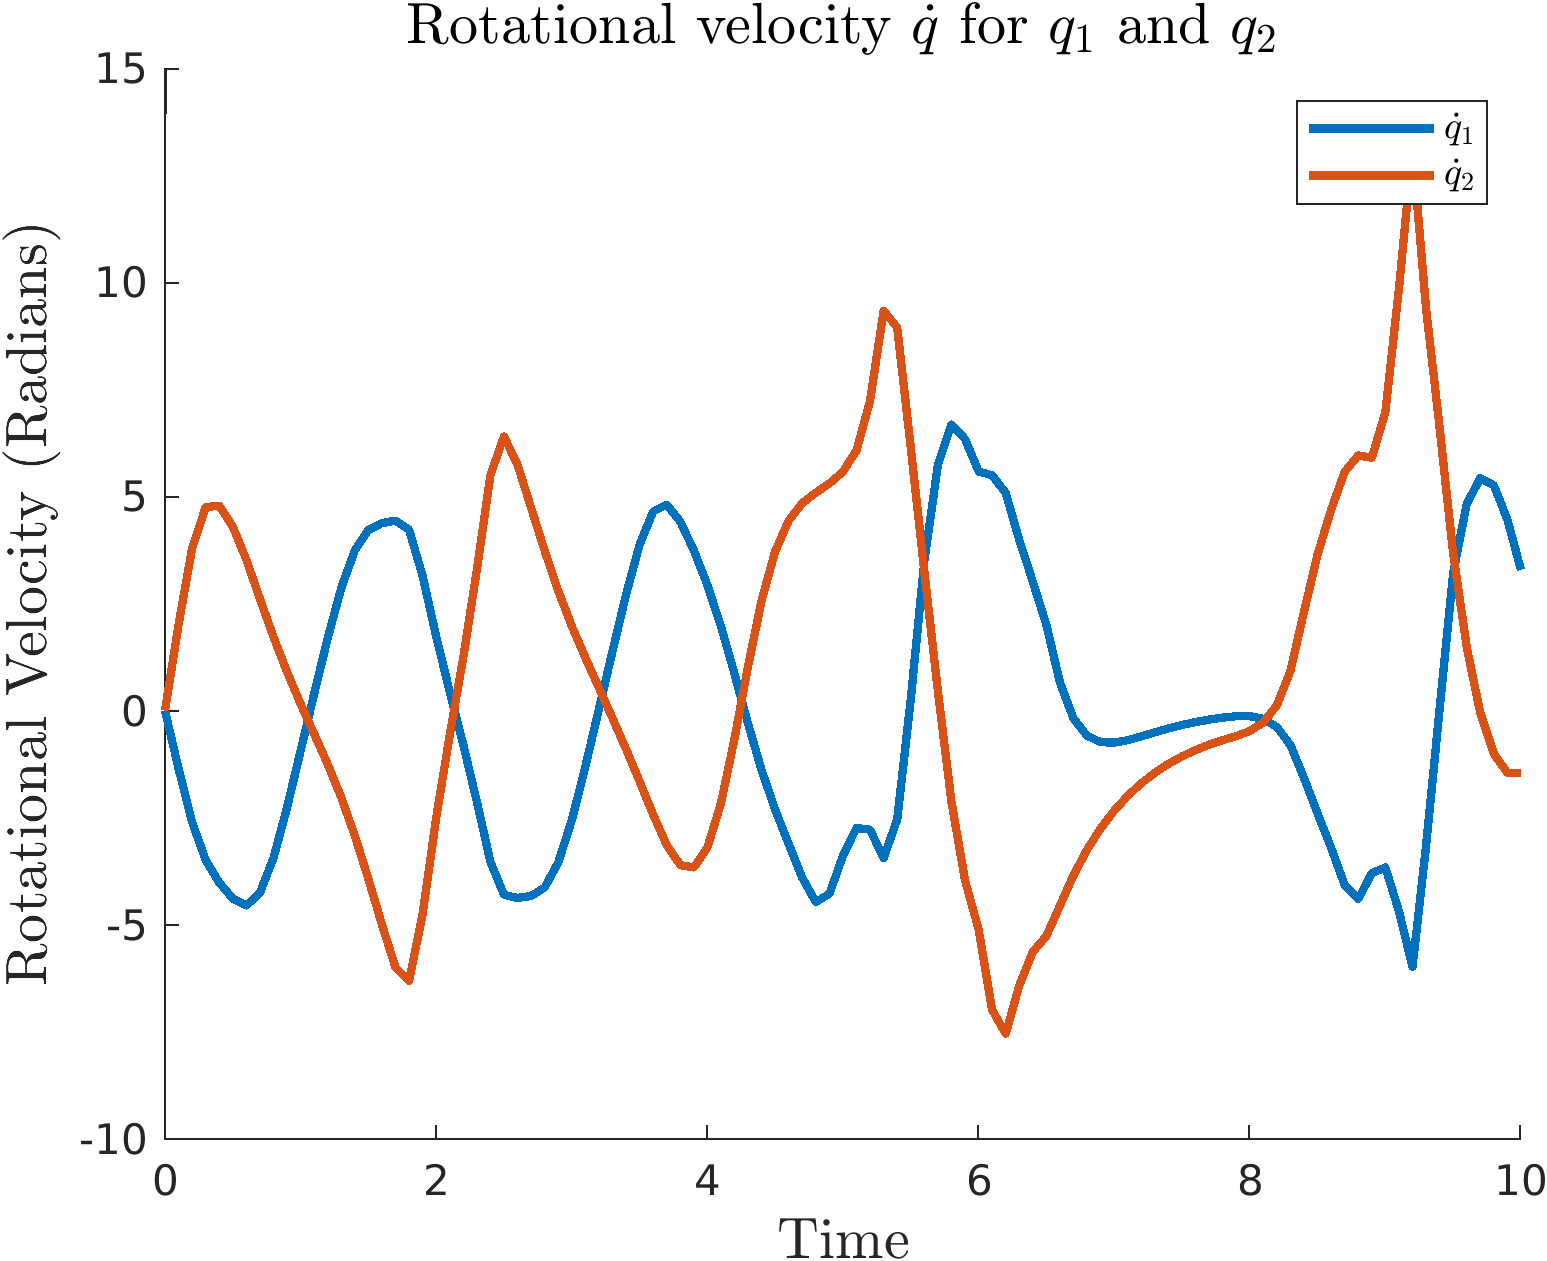 Rotational velocity q̇ for q₁ and q₂
15
10
5
0
-5
-10
Rotational Velocity (Radians)
q̇₁
q̇₂
0 2 4 6 8 10
Time